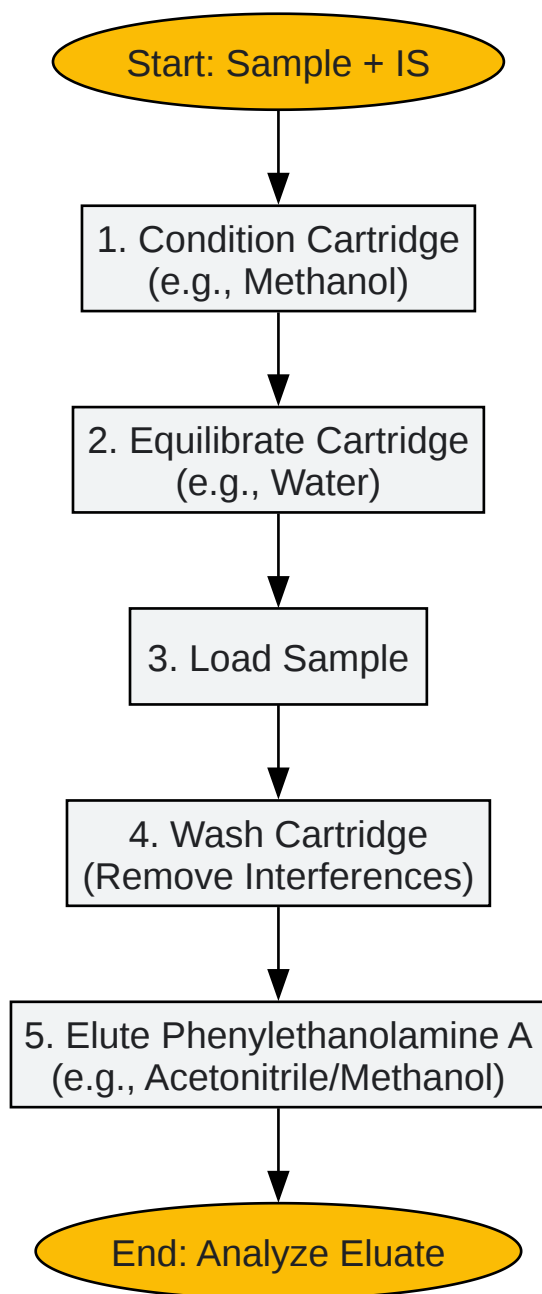 Start: Sample + IS
1. Condition Cartridge
(e.g., Methanol)
2. Equilibrate Cartridge
(e.g., Water)
3. Load Sample
4. Wash Cartridge
(Remove Interferences)
5. Elute Phenylethanolamine A
(e.g., Acetonitrile/Methanol)
End: Analyze Eluate